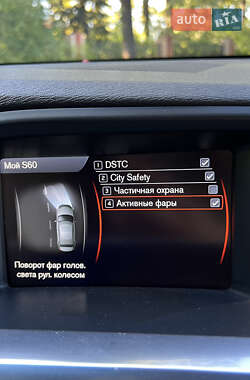 auto
RIA
.com
Мой S60
1 DSTC
2 City Safety
3 Частичная охрана
4 Активные фары
Поворот фар голов.
света рул. колесом